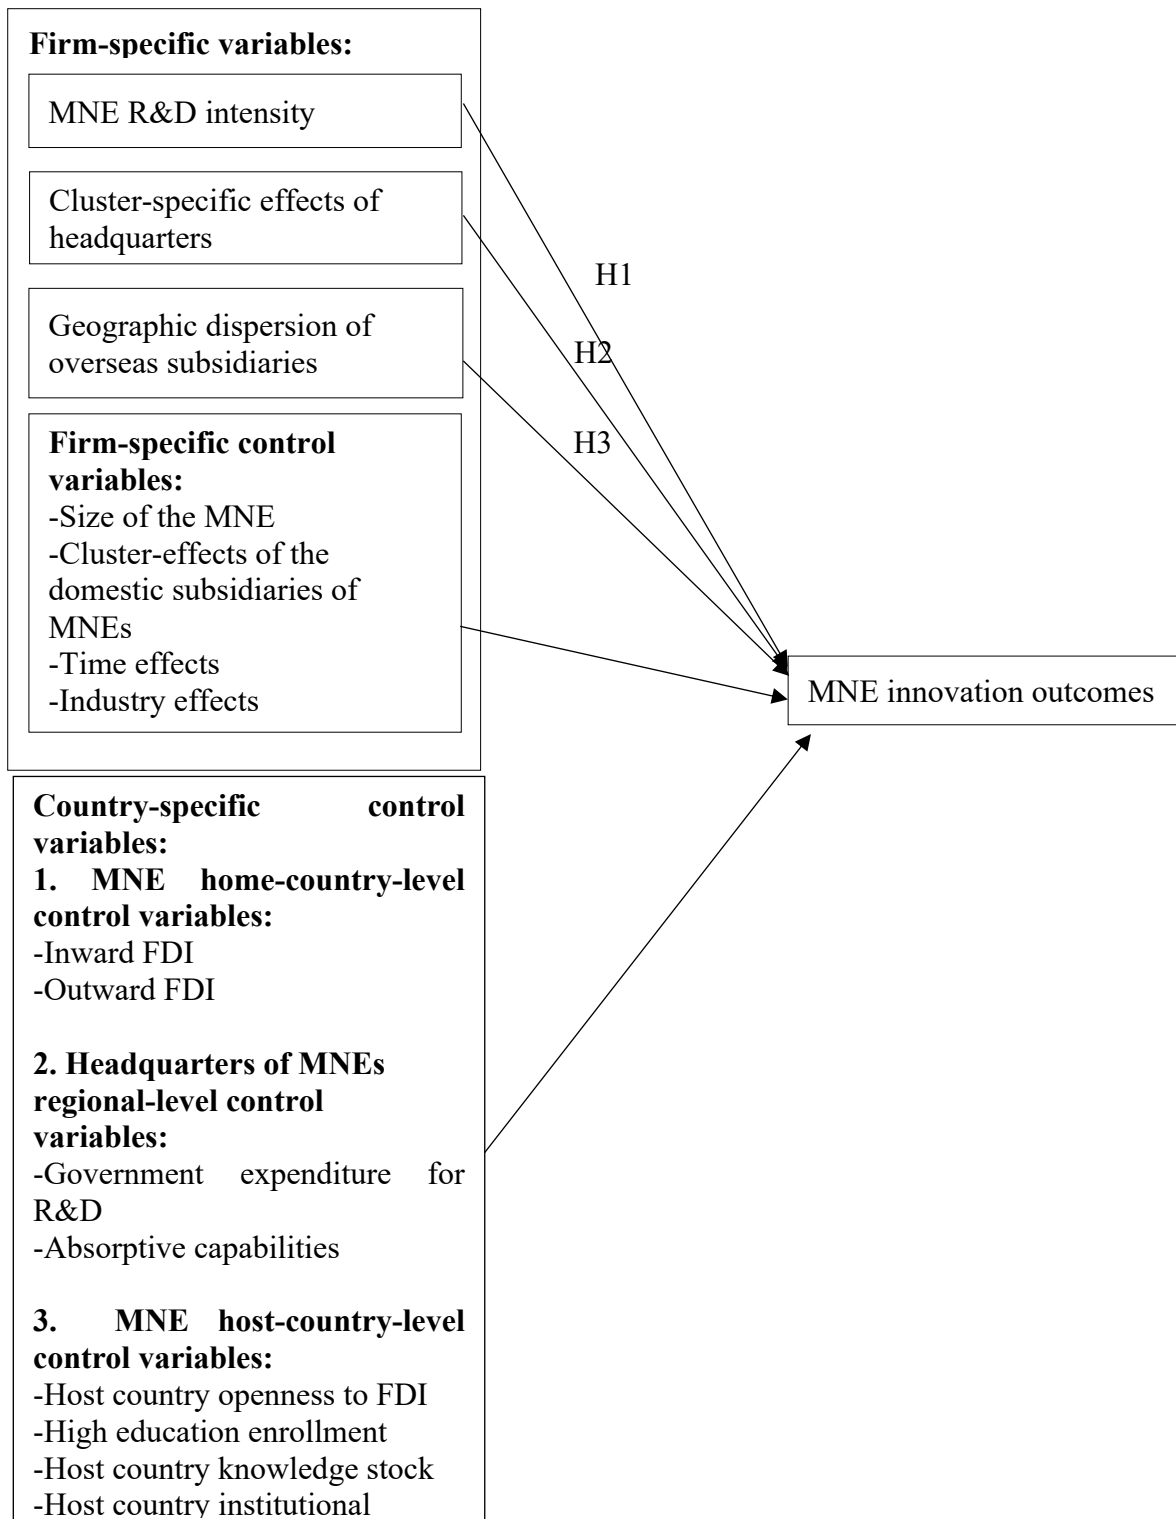 Firm-specific variables:
MNE R&D intensity
Cluster-specific effects of
headquarters
Geographic dispersion of
overseas subsidiaries
Firm-specific control
variables:
-Size of the MNE
-Cluster-effects of the
domestic subsidiaries of
MNEs
-Time effects
-Industry effects
H1
H2
H3
MNE innovation outcomes
Country-specific control
variables:
1. MNE home-country-level
control variables:
-Inward FDI
-Outward FDI
2. Headquarters of MNEs
regional-level control
variables:
-Government expenditure for
R&D
-Absorptive capabilities
3. MNE host-country-level
control variables:
-Host country openness to FDI
-High education enrollment
-Host country knowledge stock
-Host country institutional